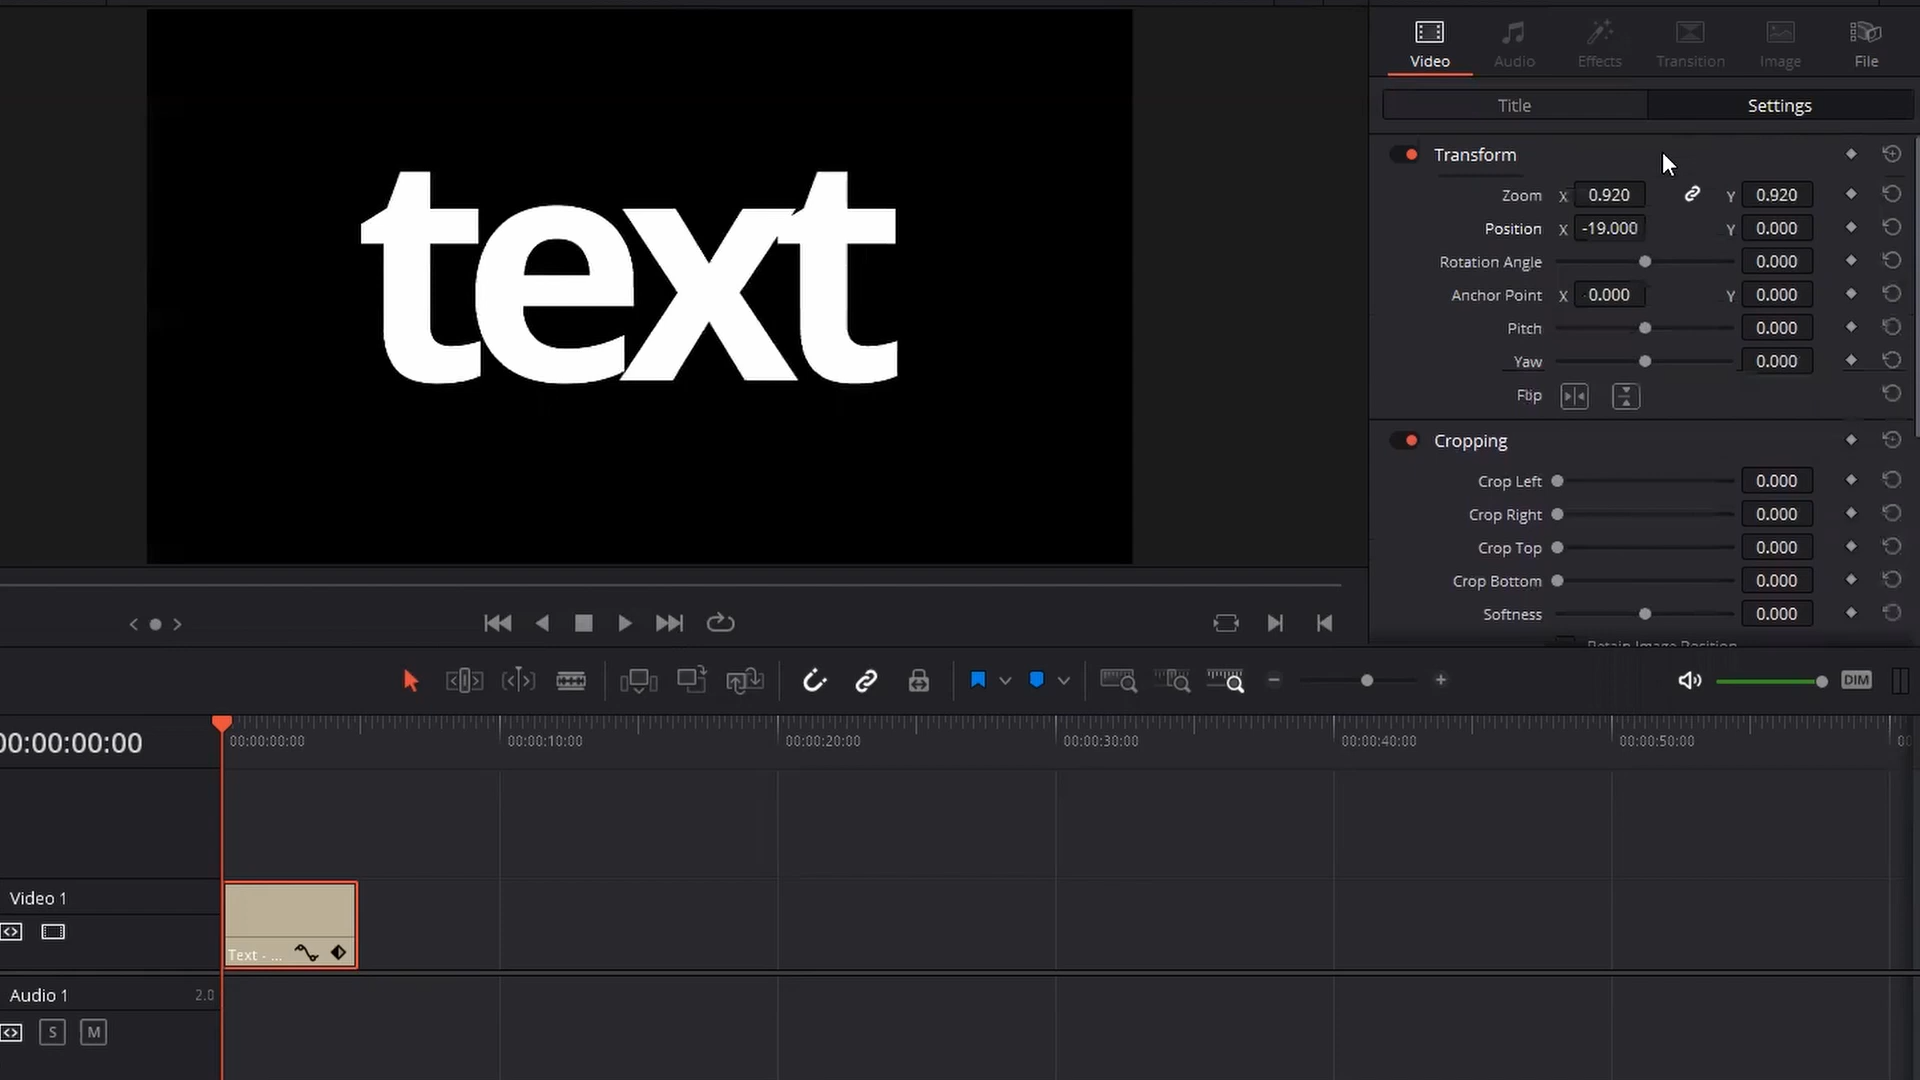 Video Audio Effects Transition Image File
Title Settings
text
Transform
Zoom X 0.920 Y 0.920
Position X -19.000 Y 0.000
Rotation Angle 0.000
Anchor Point X 0.000 Y 0.000
Pitch 0.000
Yaw 0.000
Flip
Cropping
Crop Left 0.000
Crop Right 0.000
Crop Top 0.000
Crop Bottom 0.000
Softness 0.000
Retain Image Position
DIM
00:00:00:00
00:00:00:00 00:00:10:00 00:00:20:00 00:00:30:00 00:00:40:00 00:00:50:00 00
Video 1
Text - ...
Audio 1 2.0
S M